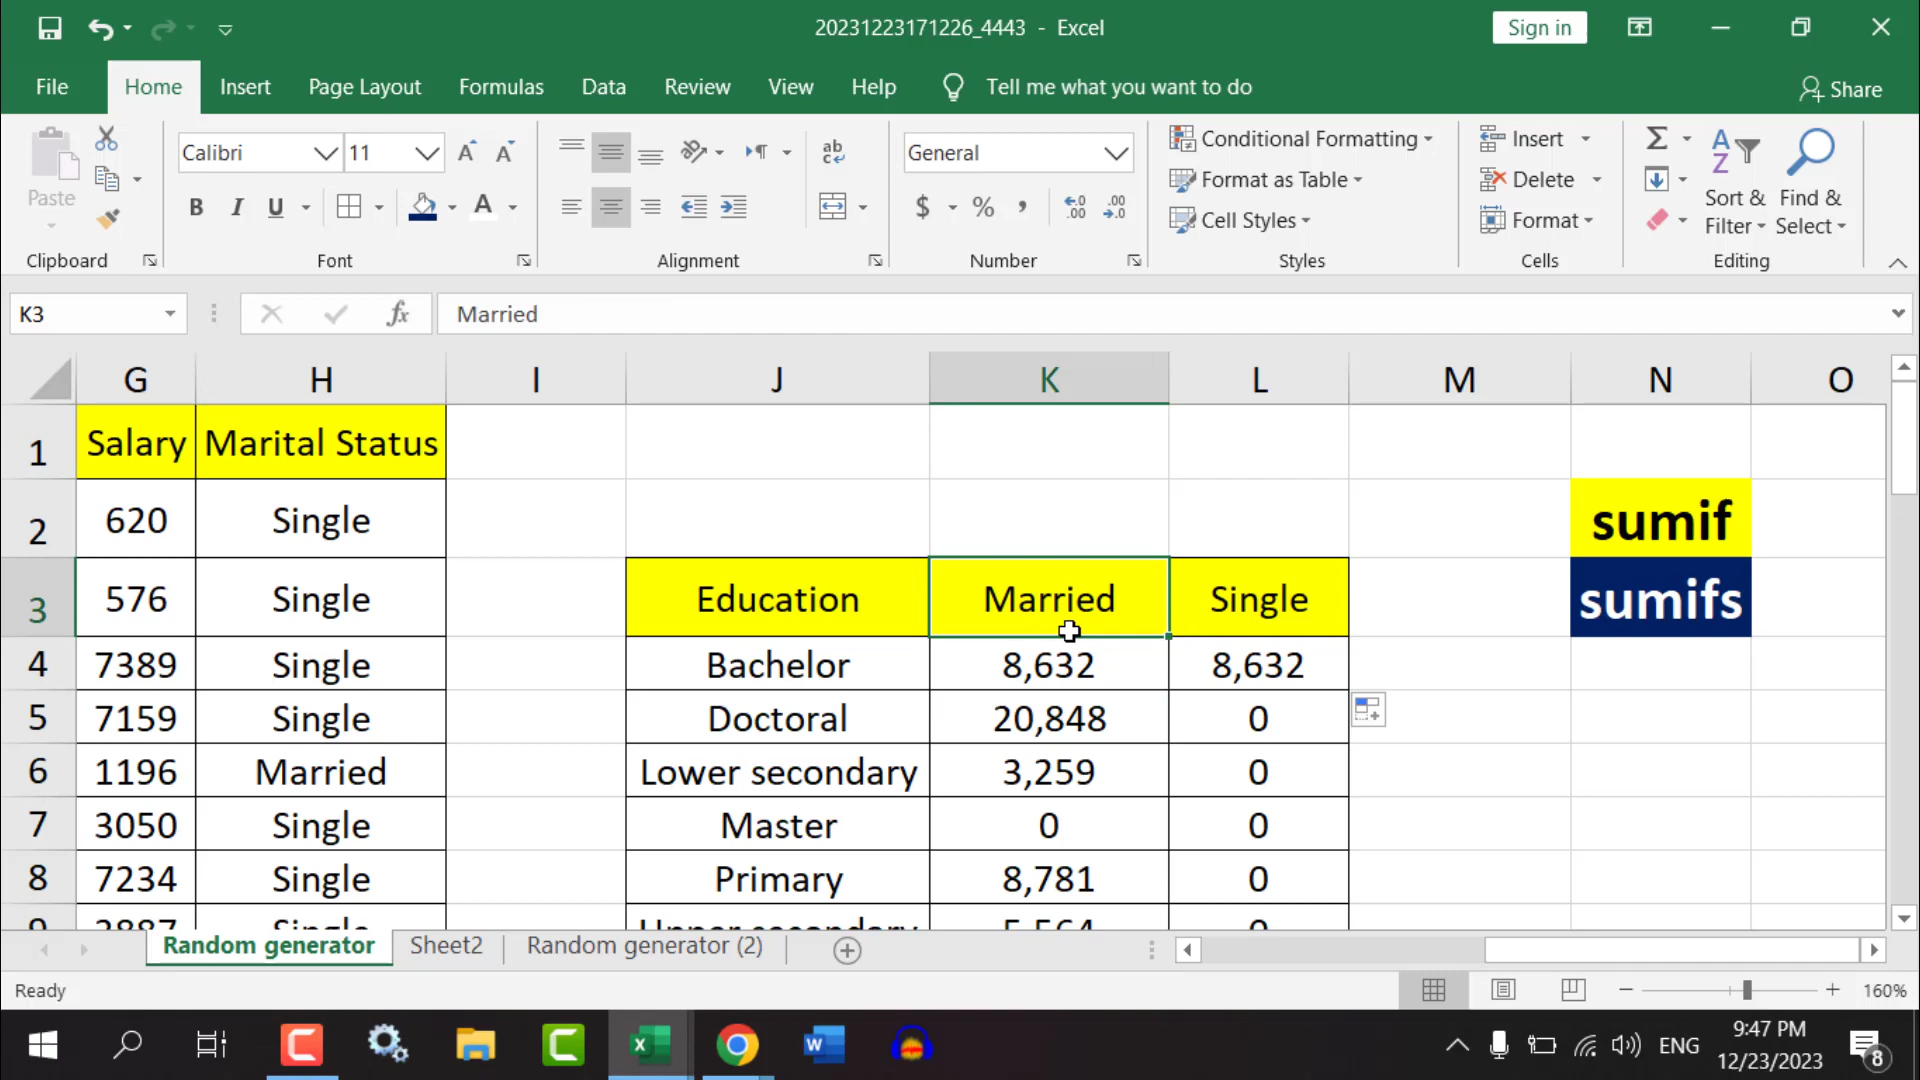 20231223171226_4443 - Excel
Sign in
File
Home
Insert
Page Layout
Formulas
Data
Review
View
Help
Tell me what you want to do
Share
Paste
Calibri
11
General
Conditional Formatting
Format as Table
Cell Styles
Insert
Delete
Format
Sort & Filter
Find & Select
Clipboard
Font
Alignment
Number
Styles
Cells
Editing
K3
fx
Married
G H I J K L M N O
1 Salary Marital Status
2 620 Single sumif
3 576 Single Education Married Single sumifs
4 7389 Single Bachelor 8,632 8,632
5 7159 Single Doctoral 20,848 0
6 1196 Married Lower secondary 3,259 0
7 3050 Single Master 0 0
8 7234 Single Primary 8,781 0
Random generator
Sheet2
Random generator (2)
Ready
160%
ENG
9:47 PM
12/23/2023
8